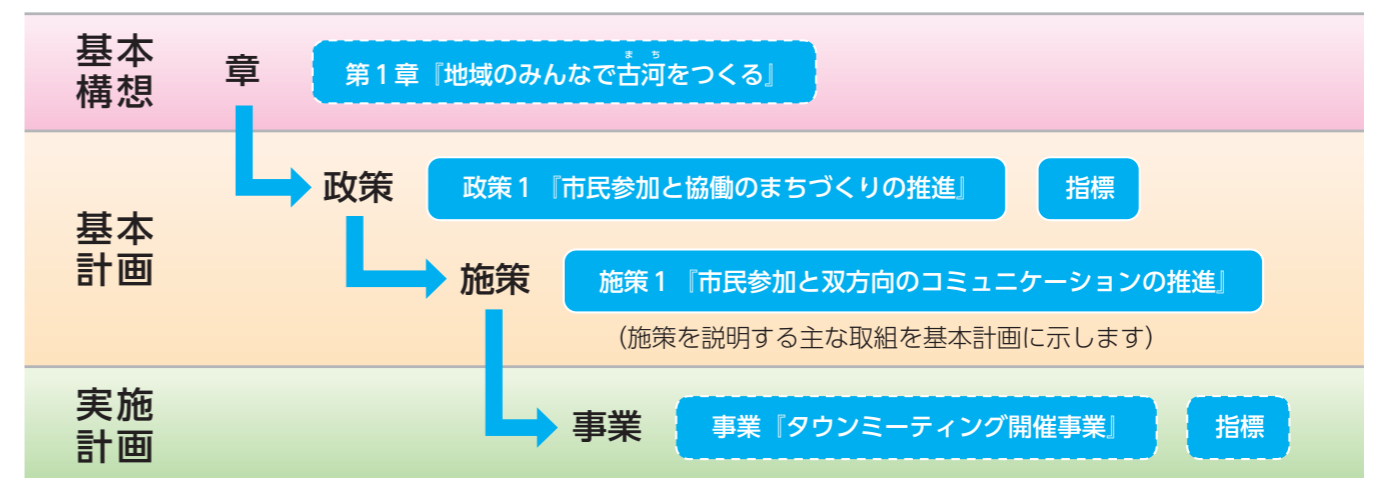 基本
構想
章
第1章『地域のみんなで古河をつくる』
まち
基本
計画
政策
政策1『市民参加と協働のまちづくりの推進』
指標
施策
施策1『市民参加と双方向のコミュニケーションの推進』
（施策を説明する主な取組を基本計画に示します）
実施
計画
事業
事業『タウンミーティング開催事業』
指標